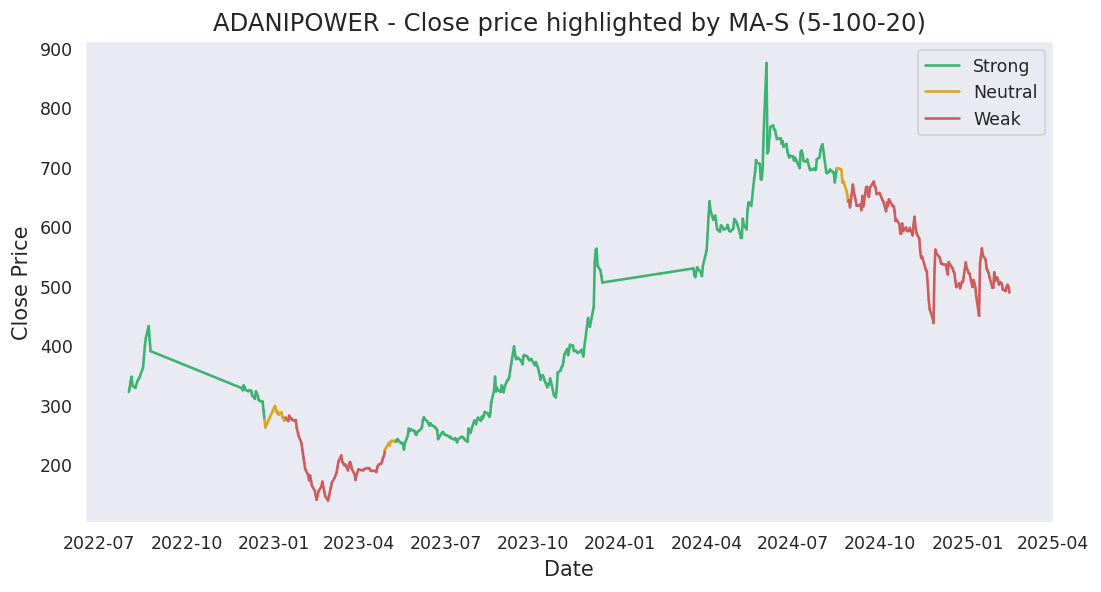 ADANIPOWER - Close price highlighted by MA-S (5-100-20)
Strong
Neutral
Weak
Close Price
900
800
700
600
500
400
300
200
2022-07 2022-10 2023-01 2023-04 2023-07 2023-10 2024-01 2024-04 2024-07 2024-10 2025-01 2025-04
Date